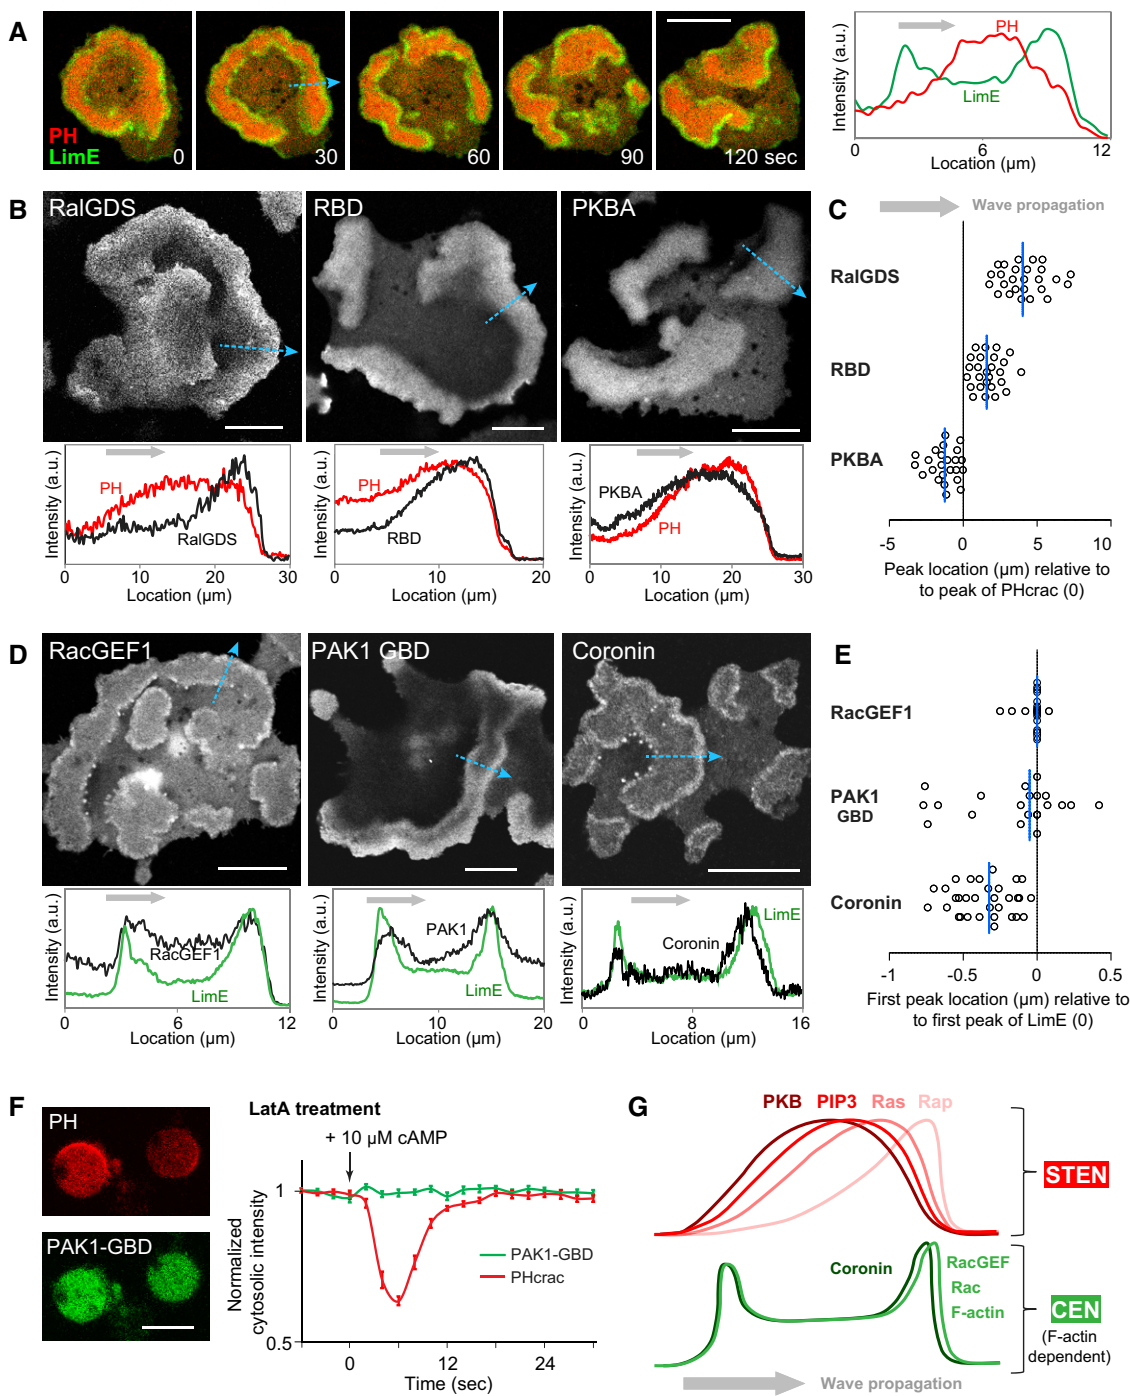 A
PH
LimE
0
30
60
90
120 sec
Intensity (a.u.)
PH
LimE
0
6
12
Location (µm)
B
RalGDS
RBD
PKBA
Intensity (a.u.)
PH
RalGDS
0
10
20
30
Location (µm)
Intensity (a.u.)
PH
RBD
0
10
20
Location (µm)
Intensity (a.u.)
PKBA
PH
0
10
20
30
Location (µm)
C
Wave propagation
RalGDS
RBD
PKBA
-5
0
5
10
Peak location (µm) relative to
to peak of PHcrac (0)
D
RacGEF1
PAK1 GBD
Coronin
Intensity (a.u.)
RacGEF1
LimE
0
6
12
Location (µm)
Intensity (a.u.)
PAK1
LimE
0
10
20
Location (µm)
Intensity (a.u.)
LimE
Coronin
0
8
16
Location (µm)
E
RacGEF1
PAK1
GBD
Coronin
-1
-0.5
0
0.5
First peak location (µm) relative to
to first peak of LimE (0)
F
PH
PAK1-GBD
LatA treatment
+ 10 µM cAMP
Normalized
cytosolic intensity
1
0.5
PAK1-GBD
PHcrac
0
12
24
Time (sec)
G
PKB PIP3 Ras Rap
STEN
Coronin
RacGEF
Rac
F-actin
CEN
(F-actin
dependent)
Wave propagation